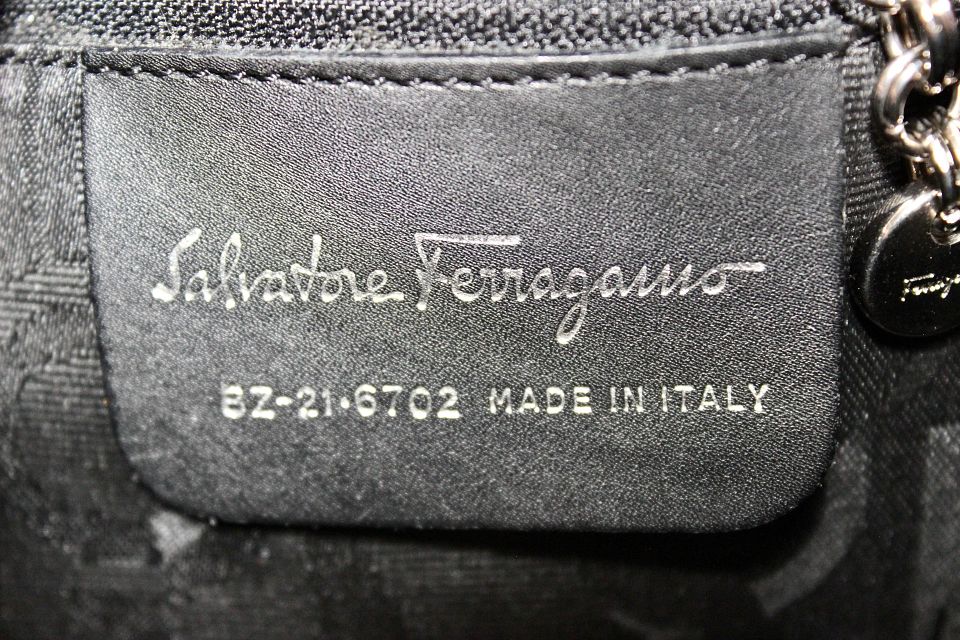 Salvatore Ferragamo
BZ-21•6702 MADE IN ITALY